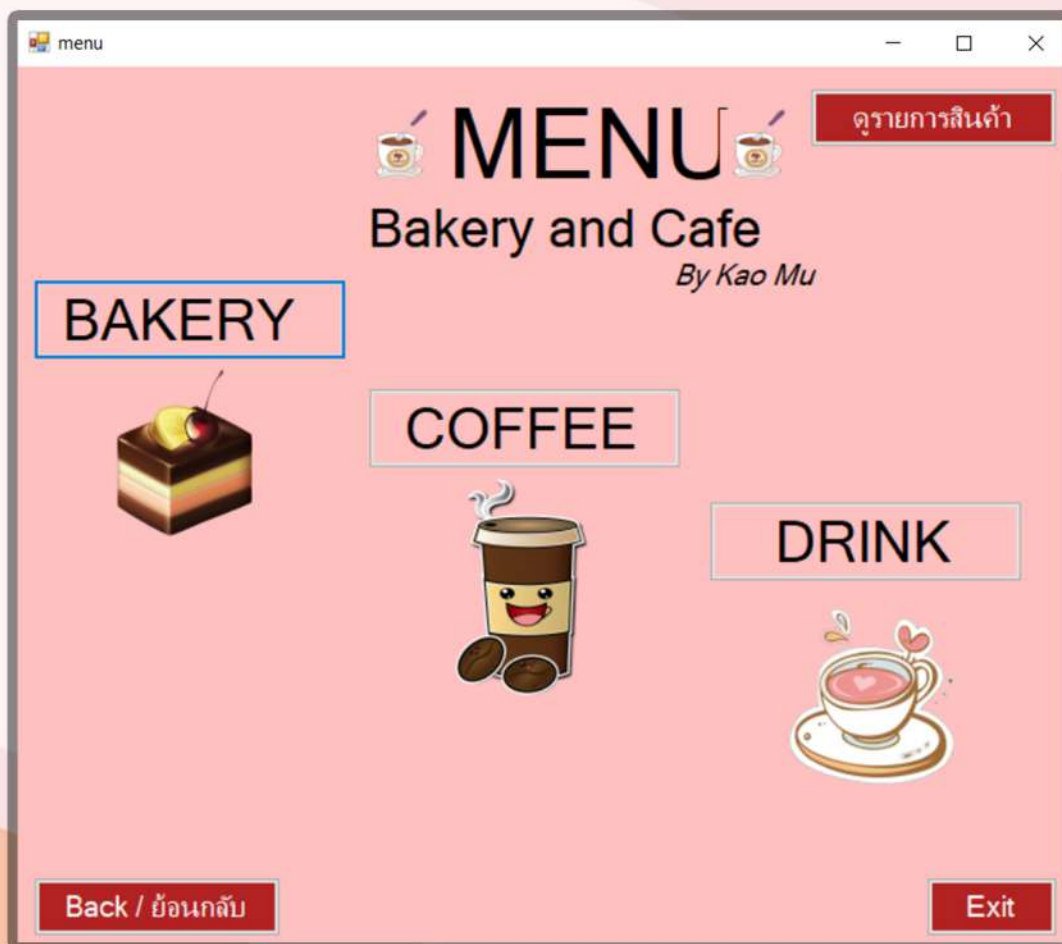 menu
MENU
ดูรายการสินค้า
Bakery and Cafe
By Kao Mu
BAKERY
COFFEE
DRINK
Back / ย้อนกลับ
Exit